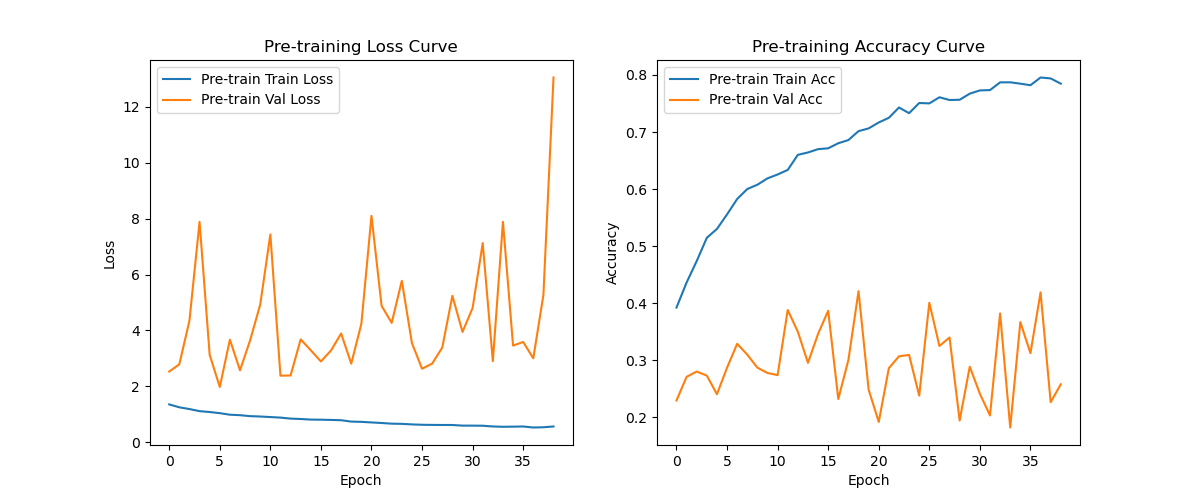 Pre-training Loss Curve
Pre-train Train Loss
Pre-train Val Loss
Loss
12
10
8
6
4
2
0
0 5 10 15 20 25 30 35
Epoch
Pre-training Accuracy Curve
Pre-train Train Acc
Pre-train Val Acc
Accuracy
0.8
0.7
0.6
0.5
0.4
0.3
0.2
0 5 10 15 20 25 30 35
Epoch